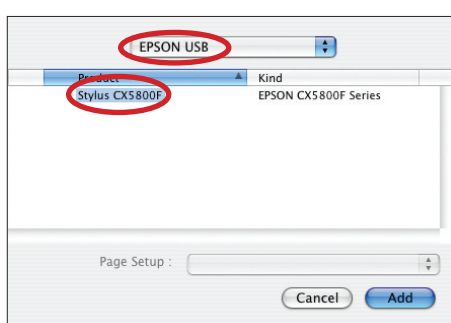 EPSON USB
Product Kind
Stylus CX5800F EPSON CX5800F Series
Page Setup :
Cancel Add